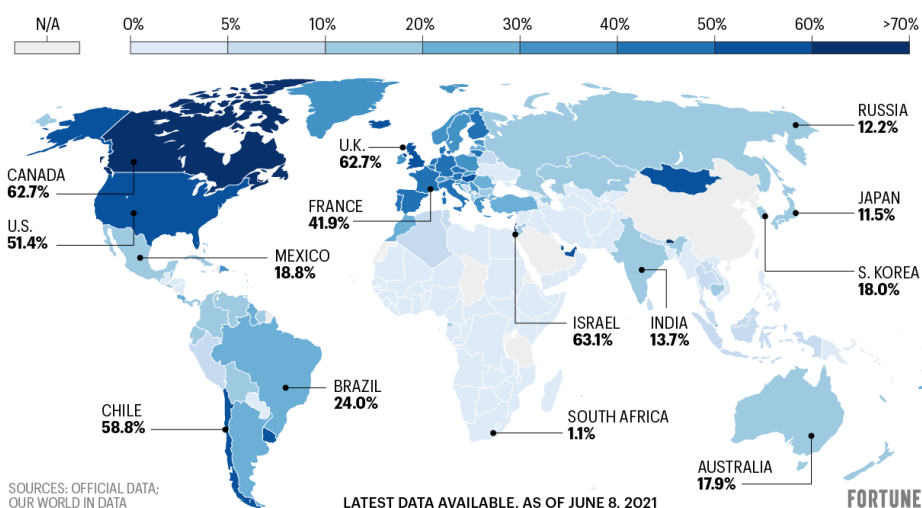 N/A 0% 5% 10% 20% 30% 40% 50% 60% >70%
RUSSIA
12.2%
U.K.
62.7%
CANADA
62.7%
FRANCE
41.9%
JAPAN
11.5%
U.S.
51.4%
MEXICO
18.8%
S. KOREA
18.0%
ISRAEL
63.1%
INDIA
13.7%
BRAZIL
24.0%
CHILE
58.8%
SOUTH AFRICA
1.1%
AUSTRALIA
17.9%
SOURCES: OFFICIAL DATA;
OUR WORLD IN DATA
LATEST DATA AVAILABLE, AS OF JUNE 8, 2021
FORTUNE